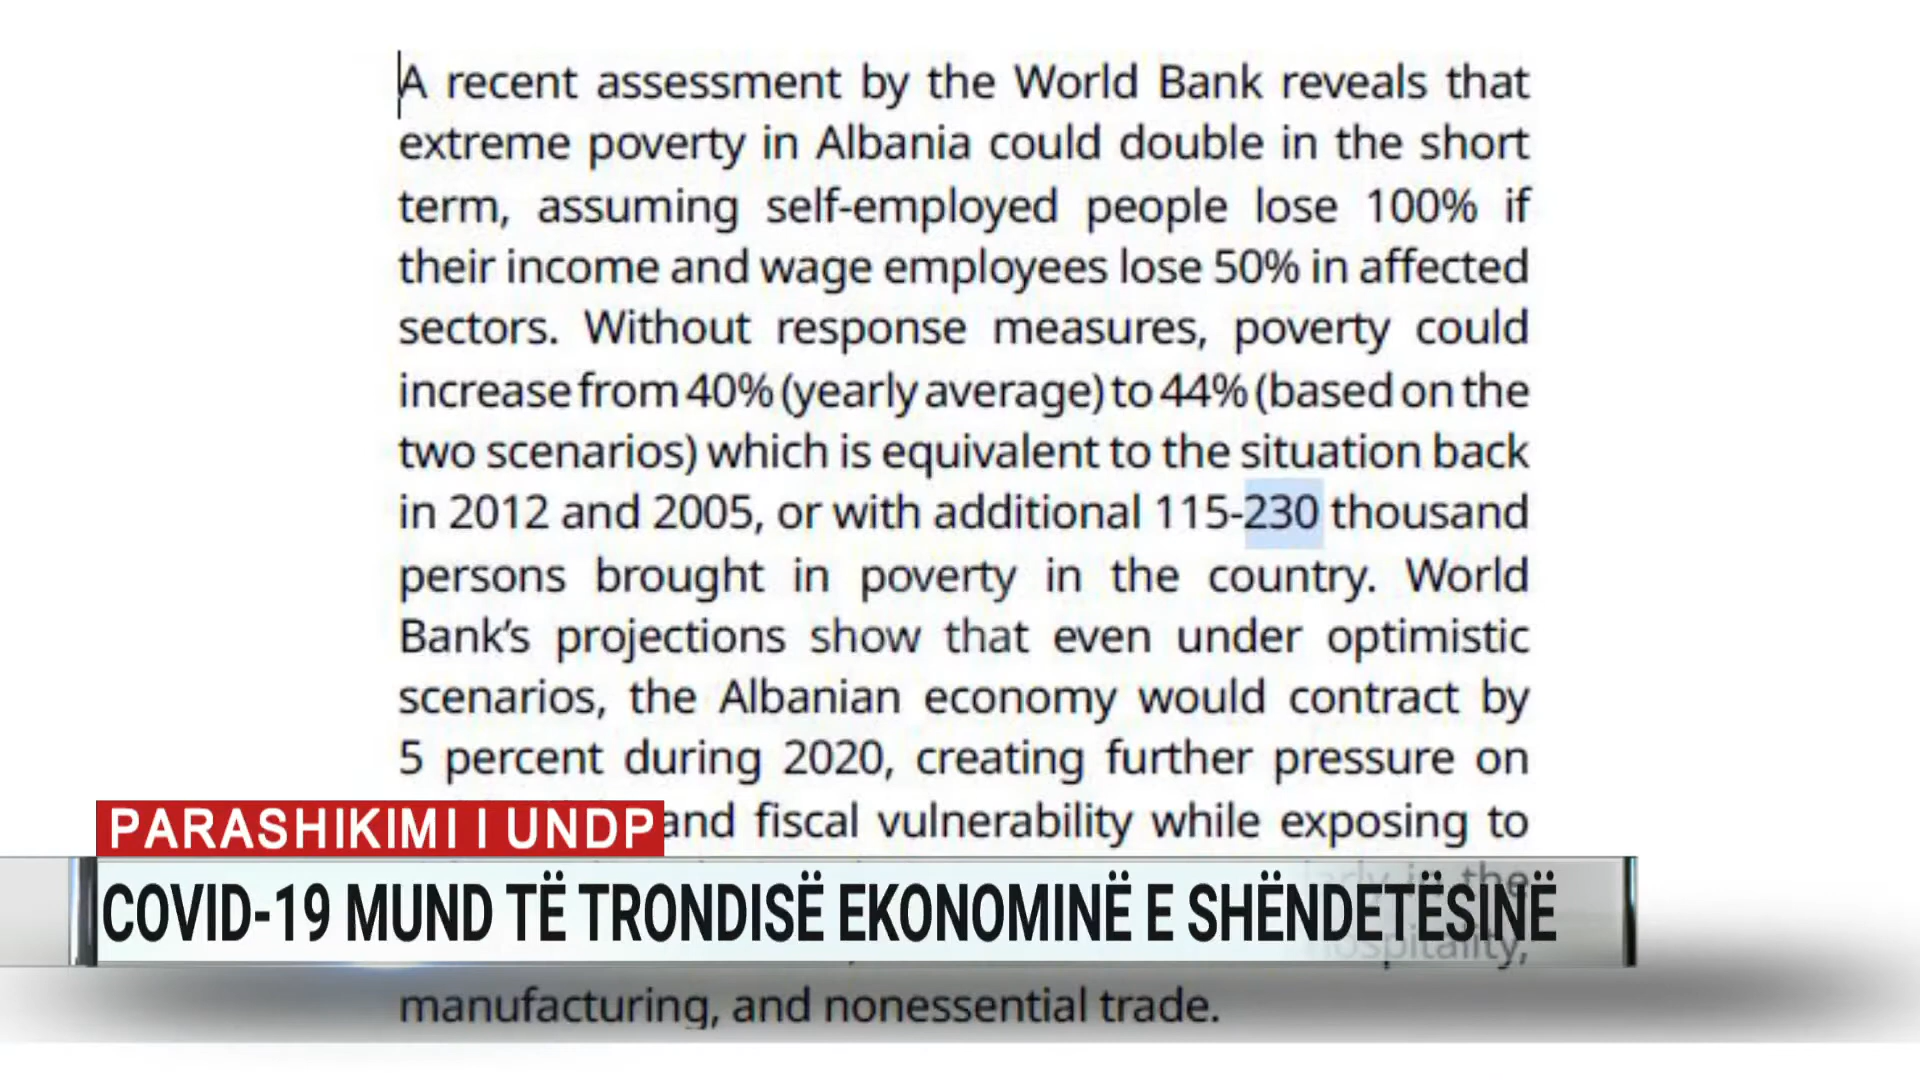 A recent assessment by the World Bank reveals that
extreme poverty in Albania could double in the short
term, assuming self-employed people lose 100% if
their income and wage employees lose 50% in affected
sectors. Without response measures, poverty could
increase from 40% (yearly average) to 44% (based on the
two scenarios) which is equivalent to the situation back
in 2012 and 2005, or with additional 115-230 thousand
persons brought in poverty in the country. World
Bank's projections show that even under optimistic
scenarios, the Albanian economy would contract by
5 percent during 2020, creating further pressure on
and fiscal vulnerability while exposing to
PARASHIKIMI I UNDP
in the
COVID-19 MUND TË TRONDISË EKONOMINË E SHËNDETËSINË
hospitality,
manufacturing, and nonessential trade.